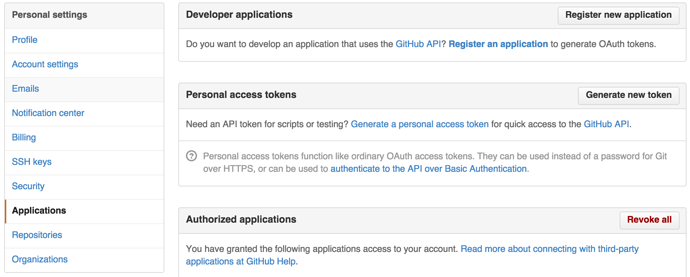 Personal settings
Profile
Account settings
Emails
Notification center
Billing
SSH keys
Security
Applications
Repositories
Organizations
Developer applications
Register new application
Do you want to develop an application that uses the GitHub API? Register an application to generate OAuth tokens.
Personal access tokens
Generate new token
Need an API token for scripts or testing? Generate a personal access token for quick access to the GitHub API.
? Personal access tokens function like ordinary OAuth access tokens. They can be used instead of a password for Git
over HTTPS, or can be used to authenticate to the API over Basic Authentication.
Authorized applications
Revoke all
You have granted the following applications access to your account. Read more about connecting with third-party
applications at GitHub Help.